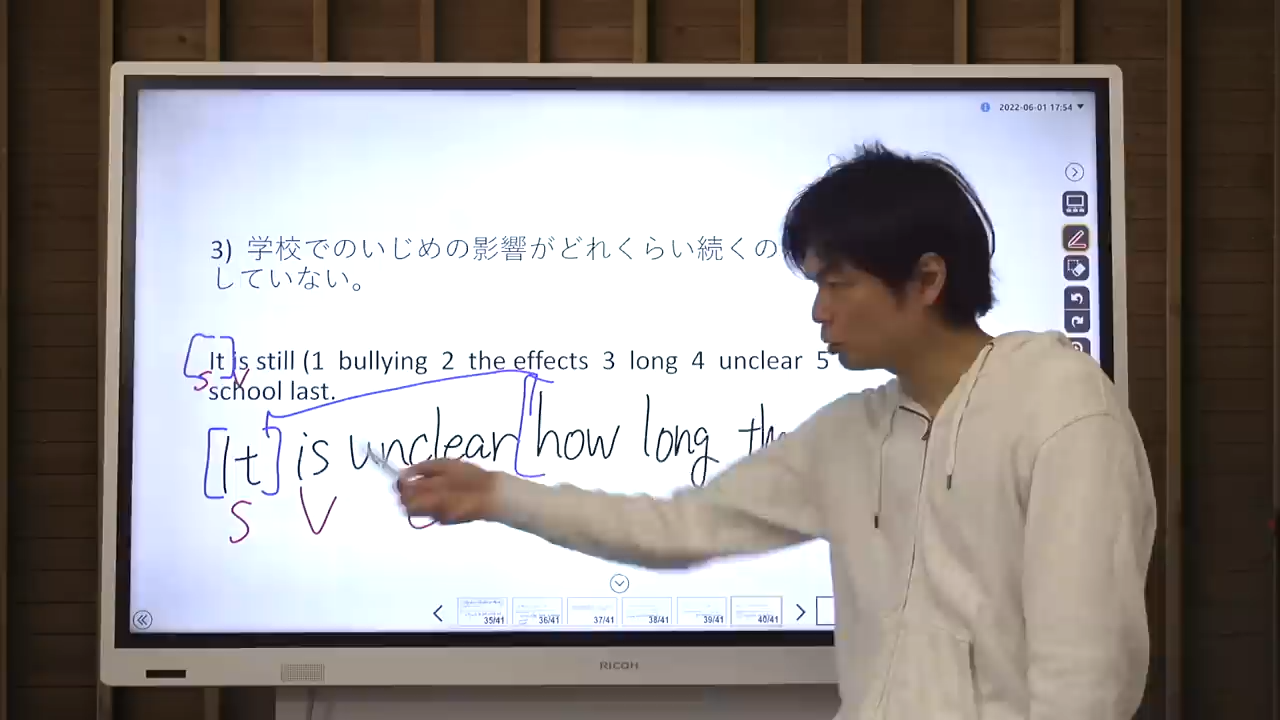 2022-06-01 17:54
3) 学校でのいじめの影響がどれくらい続くの
していない。
It is still (1 bullying 2 the effects 3 long 4 unclear 5
school last.
[It] is unclear [how long th
S V
35/41 36/41 37/41 38/41 39/41 40/41
RICOH